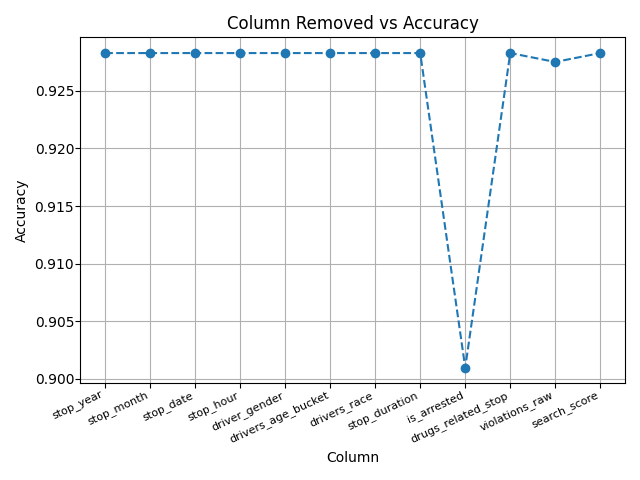 Column Removed vs Accuracy
Accuracy
0.925
0.920
0.915
0.910
0.905
0.900
stop_year
stop_month
stop_date
stop_hour
driver_gender
drivers_age_bucket
drivers_race
stop_duration
is_arrested
drugs_related_stop
violations_raw
search_score
Column